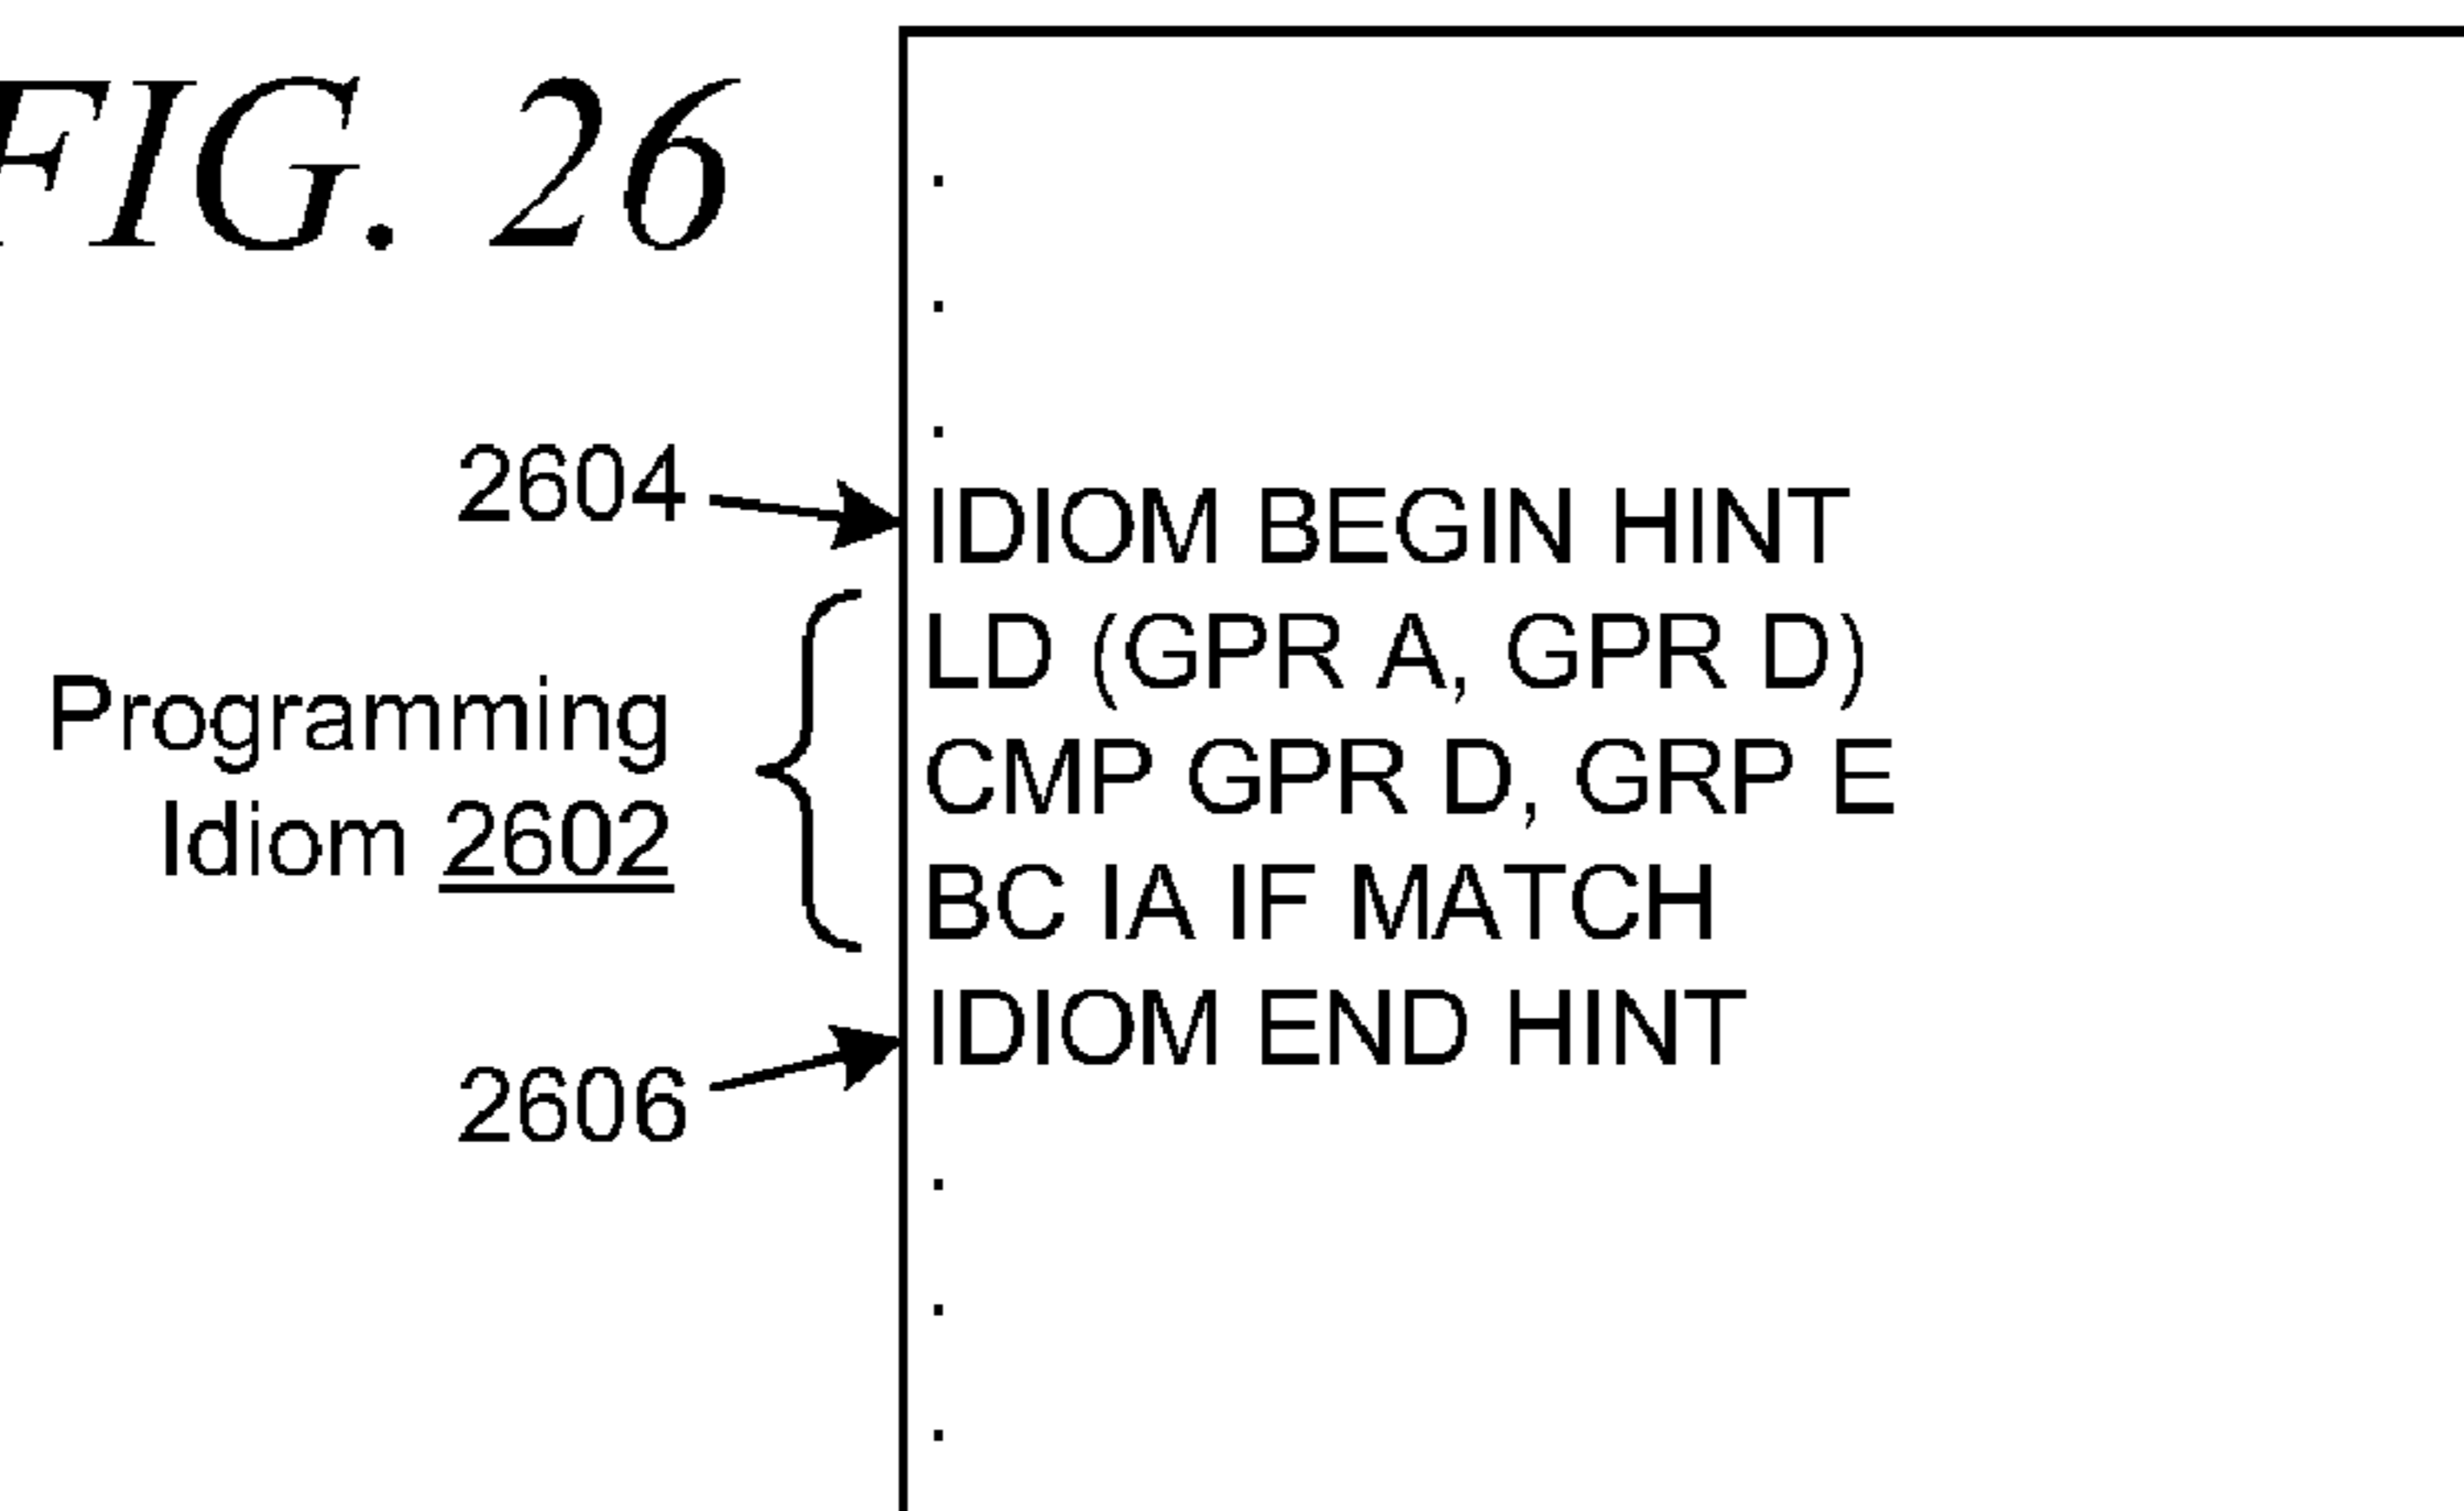 FIG. 26
.
.
.
2604
IDIOM BEGIN HINT
LD (GPR A, GPR D)
Programming
CMP GPR D, GRP E
Idiom 2602
BC IA IF MATCH
IDIOM END HINT
2606
.
.
.